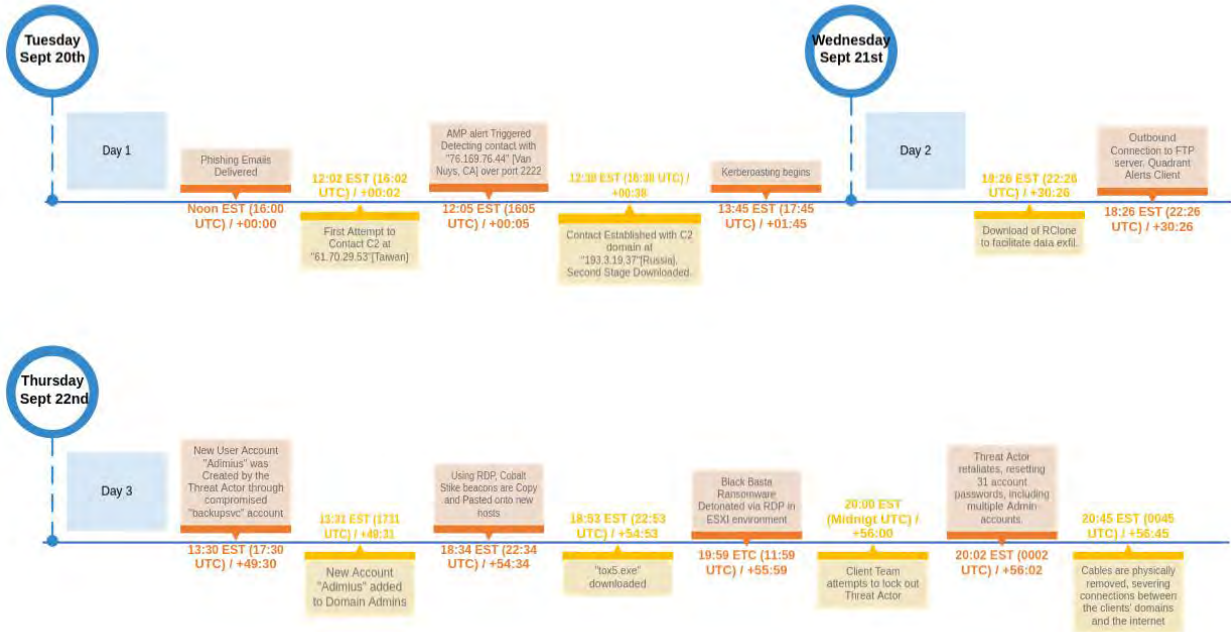 Tuesday
Sept 20th
Day 1
Phishing Emails
Delivered
Noon EST (16:00
UTC) / +00:00
12:02 EST (16:02
UTC) / +00:02
First Attempt to
Contact C2 at
"61.70.29.53"[Taiwan]
AMP alert Triggered
Detecting contact with
"76.169.76.44" [Van
Nuys, CA] over port 2222
12:05 EST (1605
UTC) / +00:05
12:38 EST (16:38 UTC) /
+00:38
Contact Established with C2
domain at
"193.3.19.37"[Russia],
Second Stage Downloaded.
Kerberoasting begins
13:45 EST (17:45
UTC) / +01:45
Wednesday
Sept 21st
Day 2
18:26 EST (22:26
UTC) / +30:26
Download of RClone
to facilitate data exfil.
Outbound
Connection to FTP
server, Quadrant
Alerts Client
18:26 EST (22:26
UTC) / +30:26
Thursday
Sept 22nd
Day 3
New User Account
"Adimius" was
Created by the
Threat Actor through
compromised
"backupsvc" account
13:30 EST (17:30
UTC) / +49:30
13:31 EST (1731
UTC) / +49:31
New Account
"Adimius" added
to Domain Admins
Using RDP, Cobalt
Stike beacons are Copy
and Pasted onto new
hosts
18:34 EST (22:34
UTC) / +54:34
18:53 EST (22:53
UTC) / +54:53
"tox5.exe"
downloaded
Black Basta
Ransomware
Detonated via RDP in
ESXI environment
19:59 ETC (11:59
UTC) / +55:59
20:00 EST
(Midnigt UTC) /
+56:00
Client Team
attempts to lock out
Threat Actor
Threat Actor
retaliates, resetting
31 account
passwords, including
multiple Admin
accounts.
20:02 EST (0002
UTC) / +56:02
20:45 EST (0045
UTC) / +56:45
Cables are physically
removed, severing
connections between
the clients' domains
and the internet